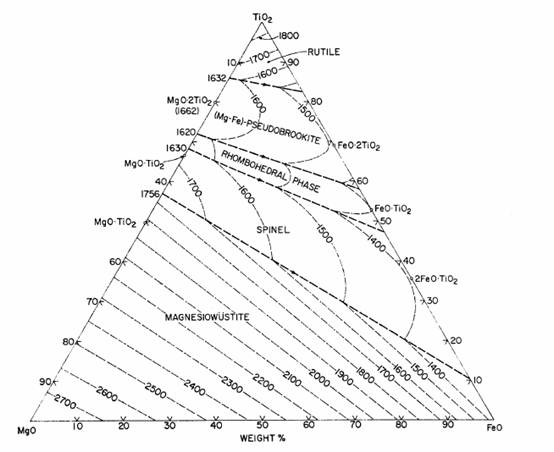 TiO₂
1800
10 1700 90
RUTILE
1632 1600
MgO·2TiO₂
(1662)
1600 1500 80
(Mg·Fe)-PSEUDOBROOKITE
1620
FeO·2TiO₂
1630
RHOMBOHEDRAL PHASE
MgO·TiO₂
60
40 1700
1756
1600
FeO·TiO₂
50
MgO·TiO₂
SPINEL
1500 1400
60 40
2FeO·TiO₂
70 30
MAGNESIOWÜSTITE
80 20
90 10
2700 2600 2500 2400 2300 2200 2100 2000 1900 1800 1700 1600 1500 1400
MgO 10 20 30 40 50 60 70 80 90 FeO
WEIGHT %